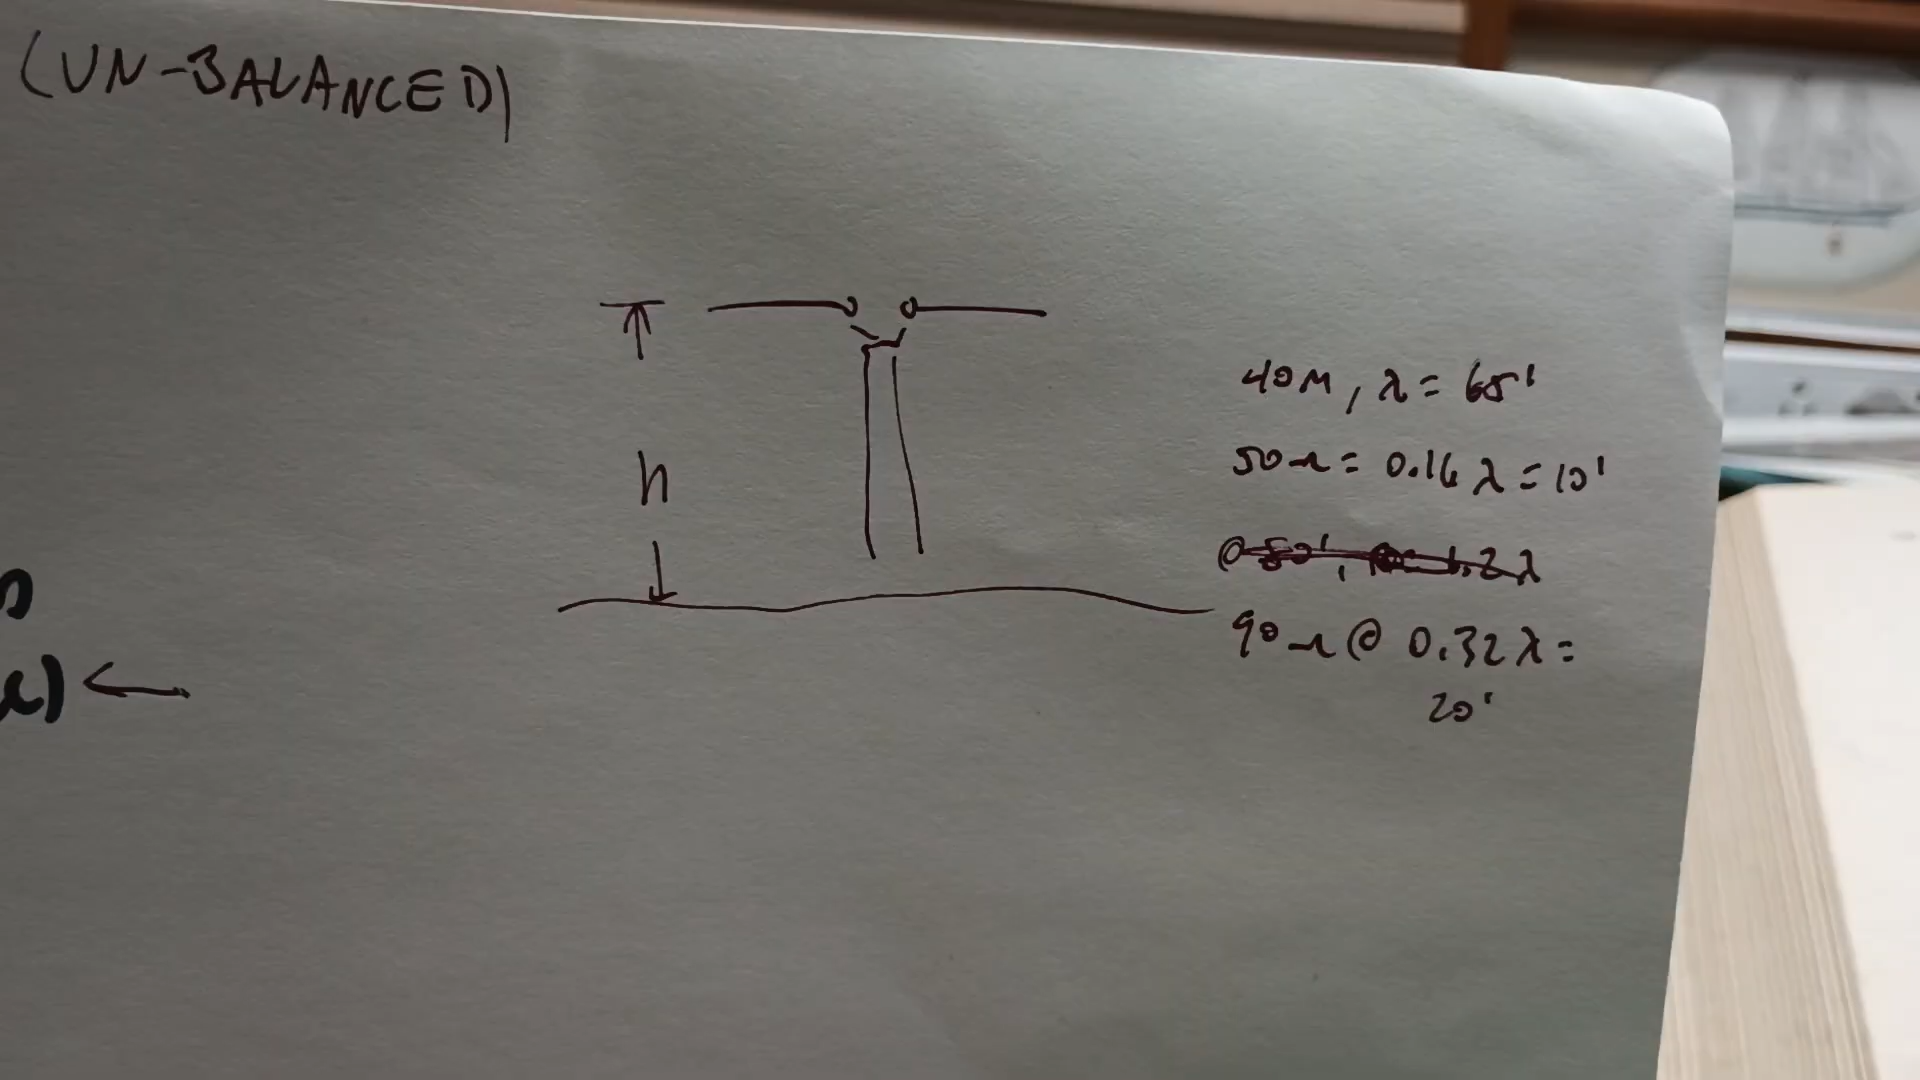 (UN-BALANCED)
h
40M, λ = 65'
50Ω = 0.16 λ = 10'
90Ω @ 0.32 λ =
20'